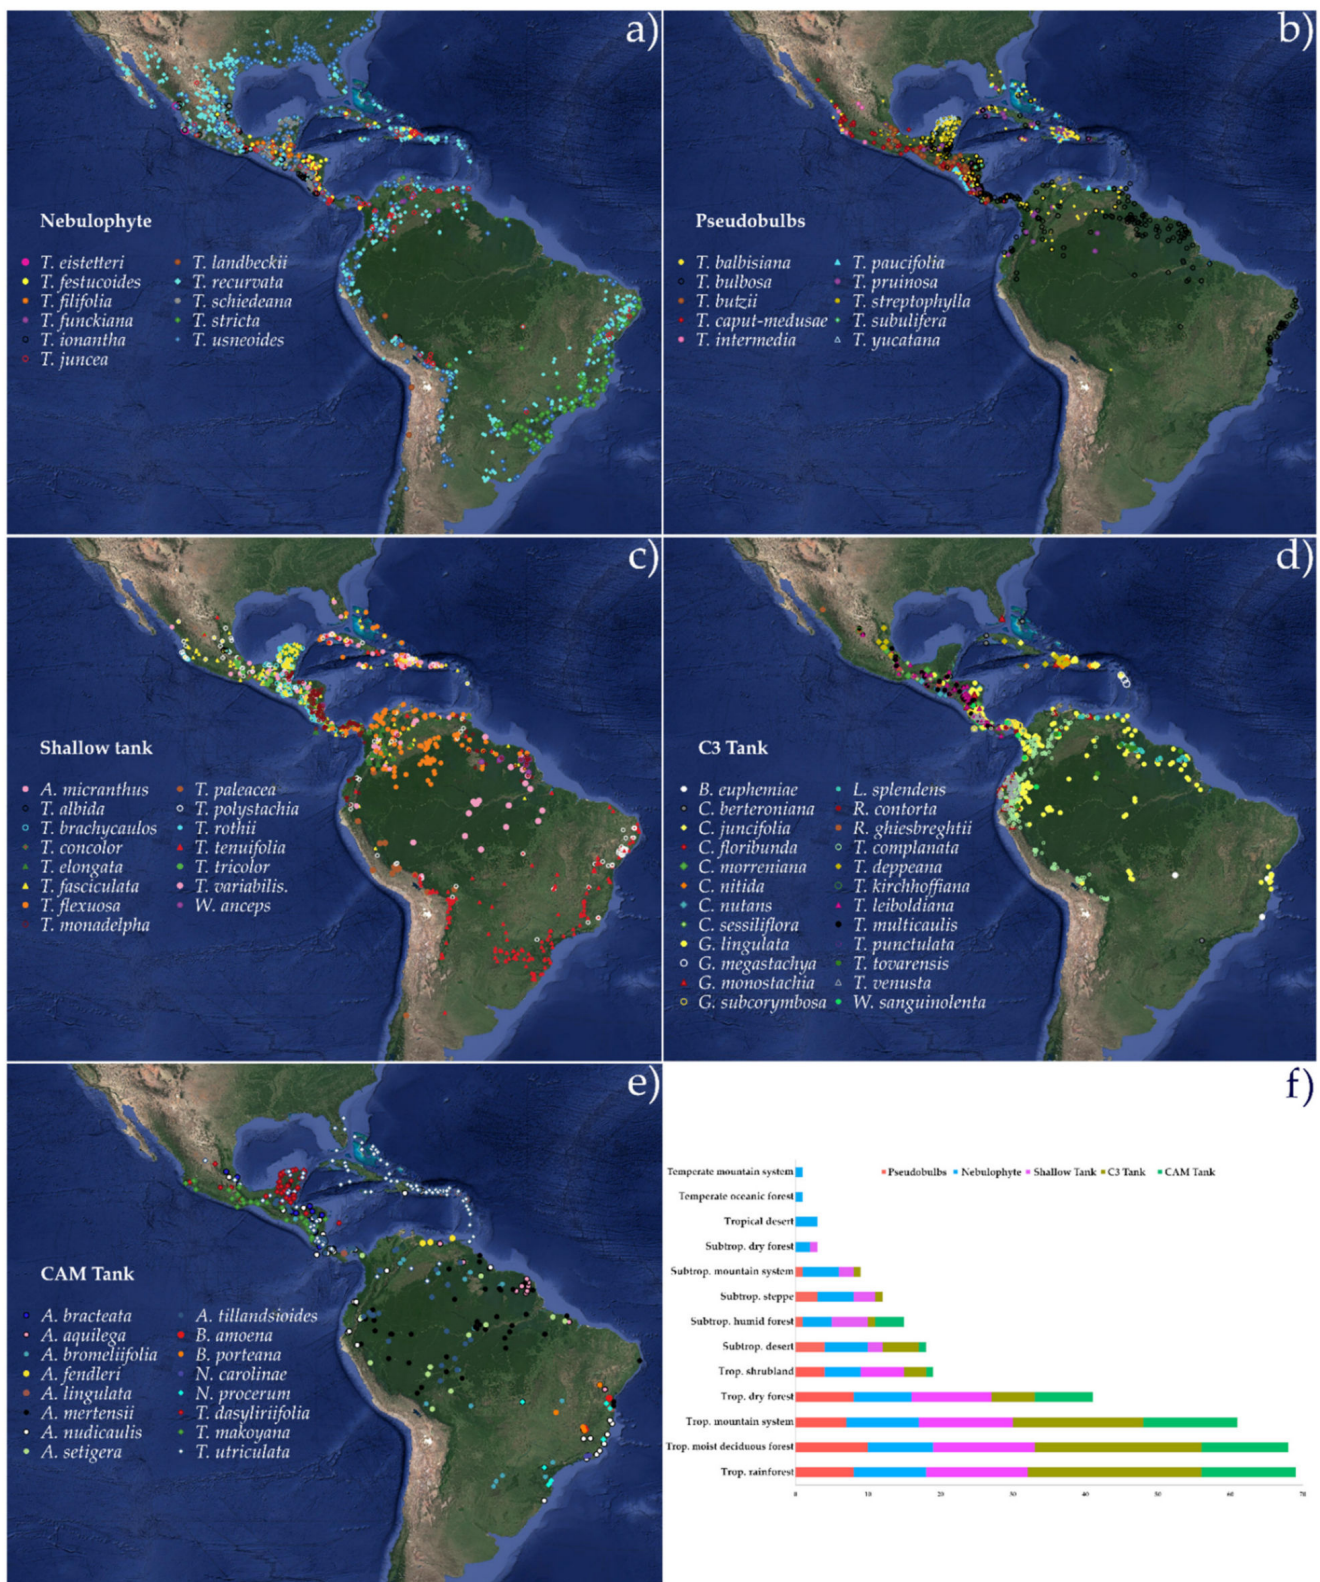 a)
Nebulophyte
T. eistetteri
T. festucoides
T. filifolia
T. funckiana
T. ionantha
T. juncea
T. landbeckii
T. recurvata
T. schiedeana
T. stricta
T. usneoides
b)
Pseudobulbs
T. balbisiana
T. bulbosa
T. butzii
T. caput-medusae
T. intermedia
T. paucifolia
T. pruinosa
T. streptophylla
T. subulifera
T. yucatana
c)
Shallow tank
A. micranthus
T. albida
T. brachycaulos
T. concolor
T. elongata
T. fasciculata
T. flexuosa
T. monadelpha
T. paleacea
T. polystachia
T. rothii
T. tenuifolia
T. tricolor
T. variabilis.
W. anceps
d)
C3 Tank
B. euphemiae
C. berteroniana
C. juncifolia
C. floribunda
C. morreniana
C. nitida
C. nutans
C. sessiliflora
G. lingulata
G. megastachya
G. monostachia
G. subcorymbosa
L. splendens
R. contorta
R. ghiesbreghtii
T. complanata
T. deppeana
T. kirchhoffiana
T. leiboldiana
T. multicaulis
T. punctulata
T. tovarensis
T. venusta
W. sanguinolenta
e)
CAM Tank
A. bracteata
A. aquilega
A. bromeliifolia
A. fendleri
A. lingulata
A. mertensii
A. nudicaulis
A. setigera
A. tillandsioides
B. amoena
B. porteana
N. carolinae
N. procerum
T. dasyliriifolia
T. makoyana
T. utriculata
f)
Pseudobulbs Nebulophyte Shallow Tank C3 Tank CAM Tank
Temperate mountain system
Temperate oceanic forest
Tropical desert
Subtrop. dry forest
Subtrop. mountain system
Subtrop. steppe
Subtrop. humid forest
Subtrop. desert
Trop. shrubland
Trop. dry forest
Trop. mountain system
Trop. moist deciduous forest
Trop. rainforest
0 10 20 30 40 50 60 70